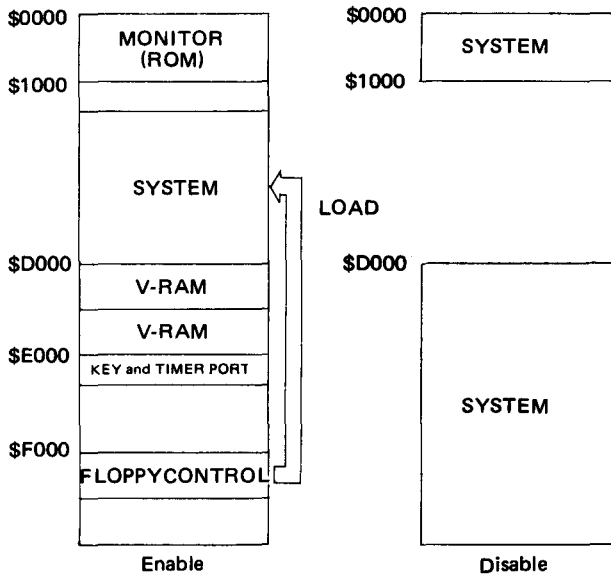 $0000
MONITOR
(ROM)
$1000
SYSTEM
LOAD
$D000
V-RAM
V-RAM
$E000
KEY and TIMER PORT
$F000
FLOPPYCONTROL
Enable
$0000
SYSTEM
$1000
$D000
SYSTEM
Disable